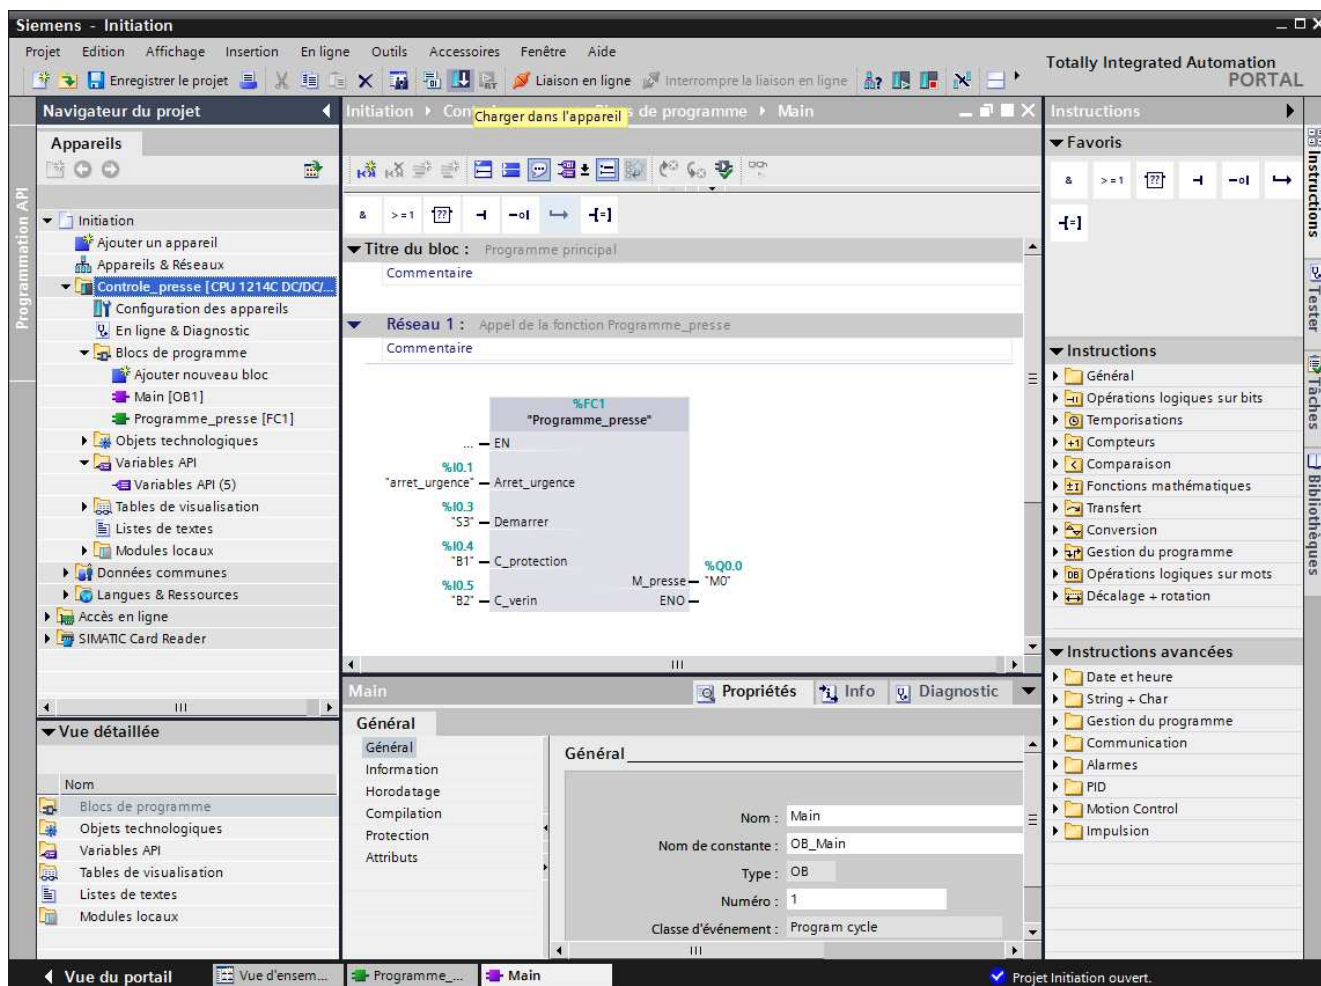 Siemens - Initiation
Projet Edition Affichage Insertion En ligne Outils Accessoires Fenêtre Aide
Totally Integrated Automation
PORTAL
Enregistrer le projet Liaison en ligne Interrompre la liaison en ligne
Navigateur du projet
Initiation Main
Charger dans l'appareil
s de programme
Instructions
Appareils
Programmation API
Initiation
Ajouter un appareil
Appareils & Réseaux
Controle_presse [CPU 1214C DC/DC/...
Configuration des appareils
En ligne & Diagnostic
Blocs de programme
Ajouter nouveau bloc
Main [OB1]
Programme_presse [FC1]
Objets technologiques
Variables API
Variables API (5)
Tables de visualisation
Listes de textes
Modules locaux
Données communes
Langues & Ressources
Accès en ligne
SIMATIC Card Reader
Vue détaillée
Nom
Blocs de programme
Objets technologiques
Variables API
Tables de visualisation
Listes de textes
Modules locaux
& >=1 ??
Titre du bloc : Programme principal
Commentaire
Réseau 1 : Appel de la fonction Programme_presse
Commentaire
%FC1
"Programme_presse"
... EN
%I0.1
"arret_urgence" Arret_urgence
%I0.3
"S3" Demarrer
%I0.4
"B1" C_protection
%I0.5
"B2" C_verin
%Q0.0
M_presse "M0"
ENO
Main
Propriétés Info Diagnostic
Général
Général
Information
Horodatage
Compilation
Protection
Attributs
Général
Nom : Main
Nom de constante : OB_Main
Type : OB
Numéro : 1
Classe d'événement : Program cycle
Favoris
& >=1 ??
Instructions
Général
Opérations logiques sur bits
Temporisations
Compteurs
Comparaison
Fonctions mathématiques
Transfert
Conversion
Gestion du programme
Opérations logiques sur mots
Décalage + rotation
Instructions avancées
Date et heure
String + Char
Gestion du programme
Communication
Alarmes
PID
Motion Control
Impulsion
Instructions
Tester
Tâches
Bibliothèques
Vue du portail Vue d'ensem... Programme_... Main
Projet Initiation ouvert.